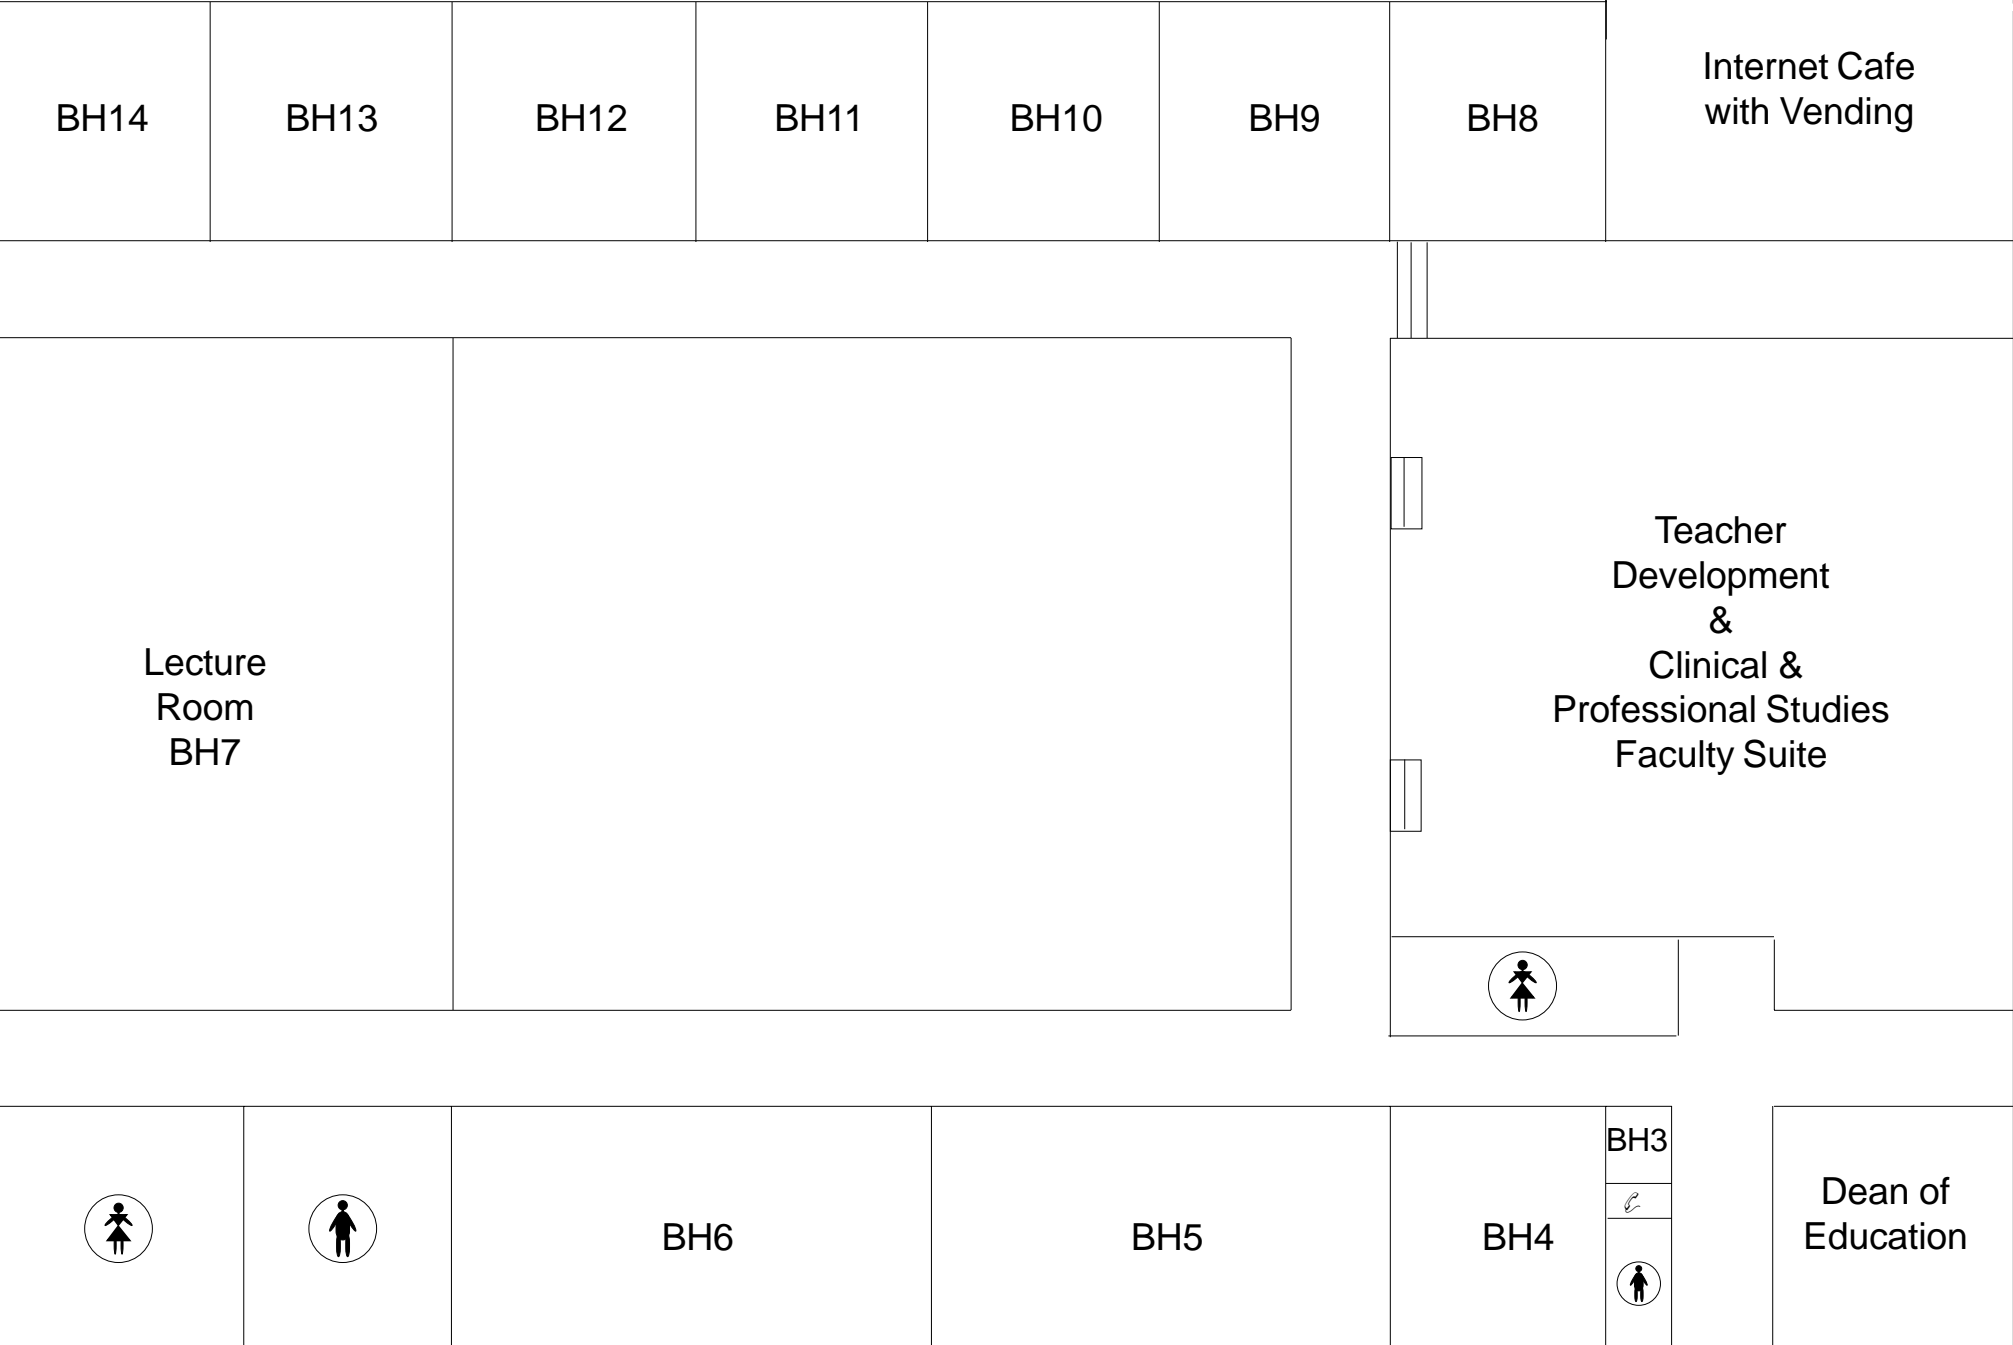 BH14
BH13
BH12
BH11
BH10
BH9
BH8
Internet Cafe
with Vending
Lecture
Room
BH7
Teacher
Development
&
Clinical &
Professional Studies
Faculty Suite
BH6
BH5
BH4
BH3
Dean of
Education